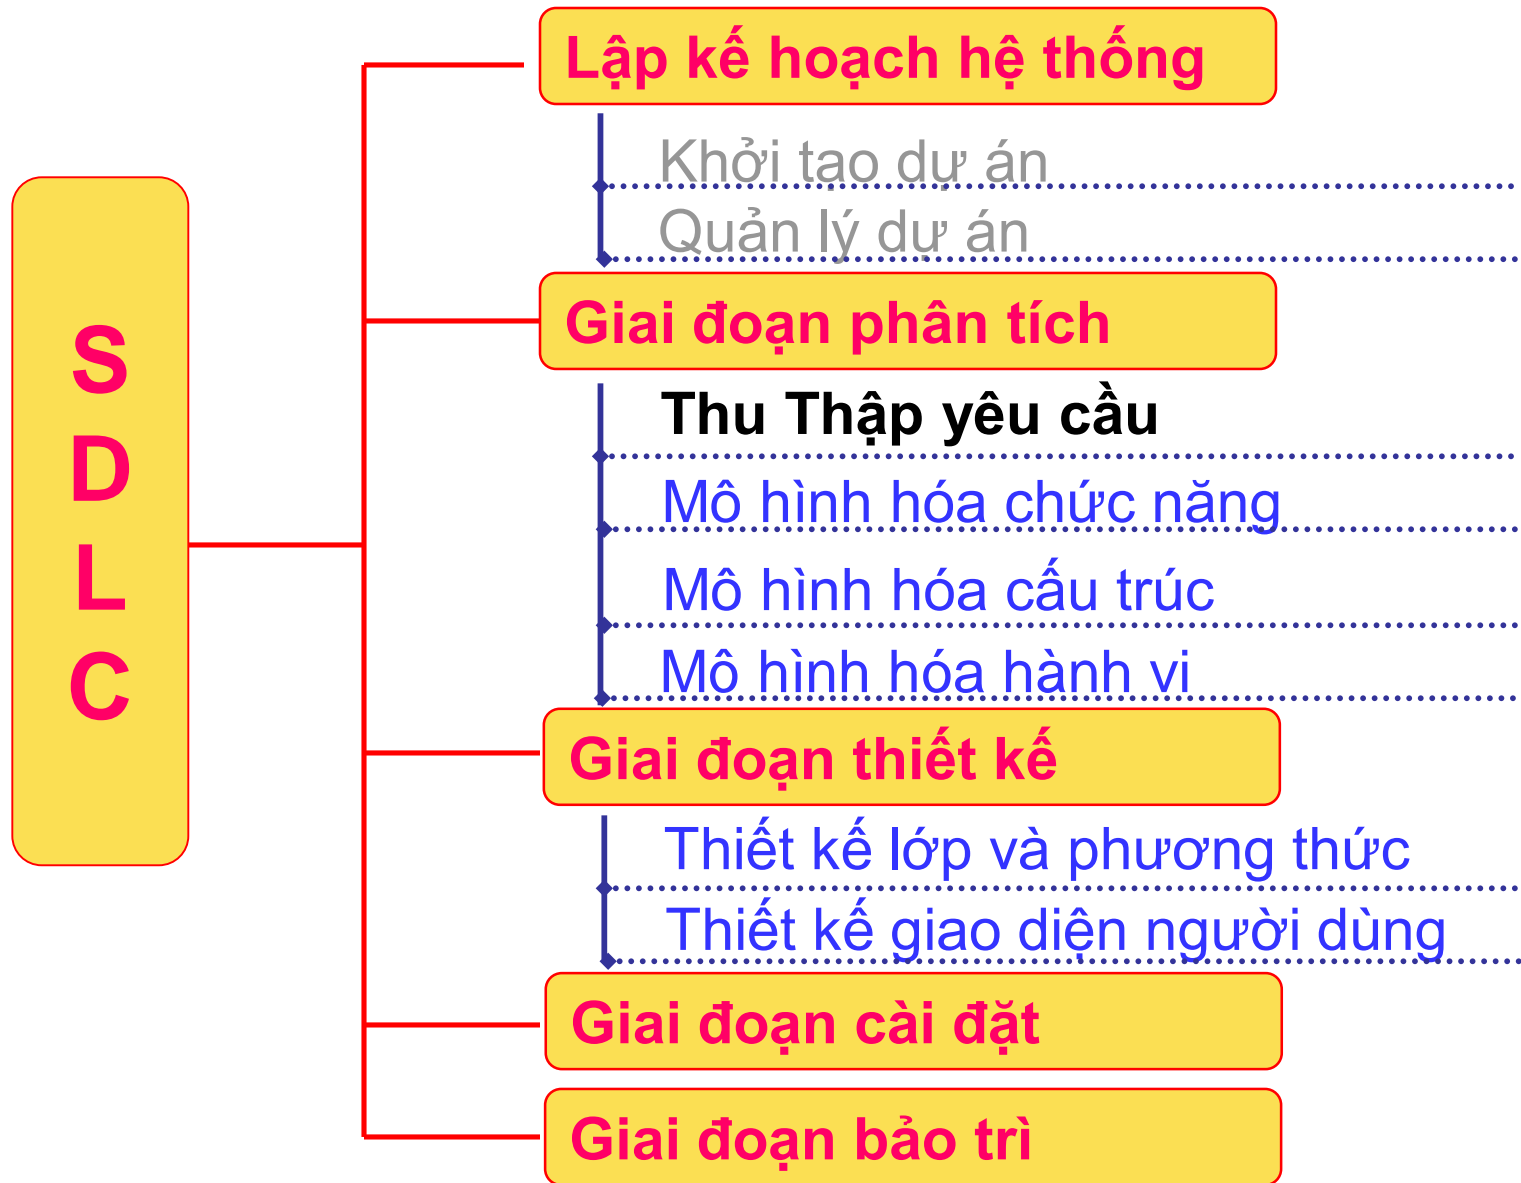 S
D
L
C
Lập kế hoạch hệ thống
Khởi tạo dự án
Quản lý dự án
Giai đoạn phân tích
Thu Thập yêu cầu
Mô hình hóa chức năng
Mô hình hóa cấu trúc
Mô hình hóa hành vi
Giai đoạn thiết kế
Thiết kế lớp và phương thức
Thiết kế giao diện người dùng
Giai đoạn cài đặt
Giai đoạn bảo trì